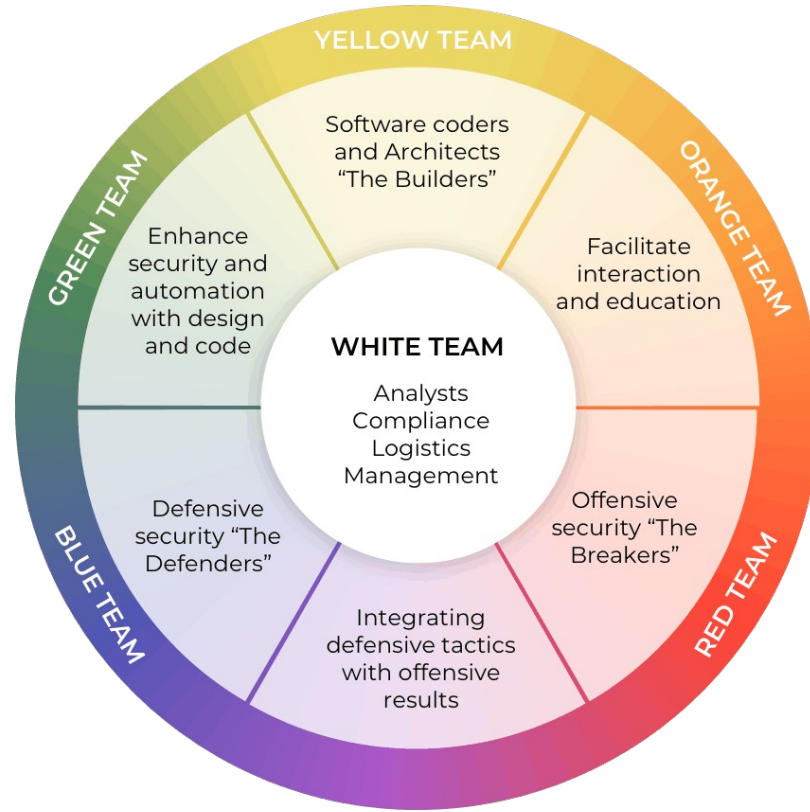 YELLOW TEAM
Software coders
and Architects
“The Builders”
ORANGE TEAM
Facilitate
interaction
and education
RED TEAM
Offensive
security “The
Breakers”
Integrating
defensive tactics
with offensive
results
BLUE TEAM
Defensive
security “The
Defenders”
GREEN TEAM
Enhance
security and
automation
with design
and code
WHITE TEAM
Analysts
Compliance
Logistics
Management